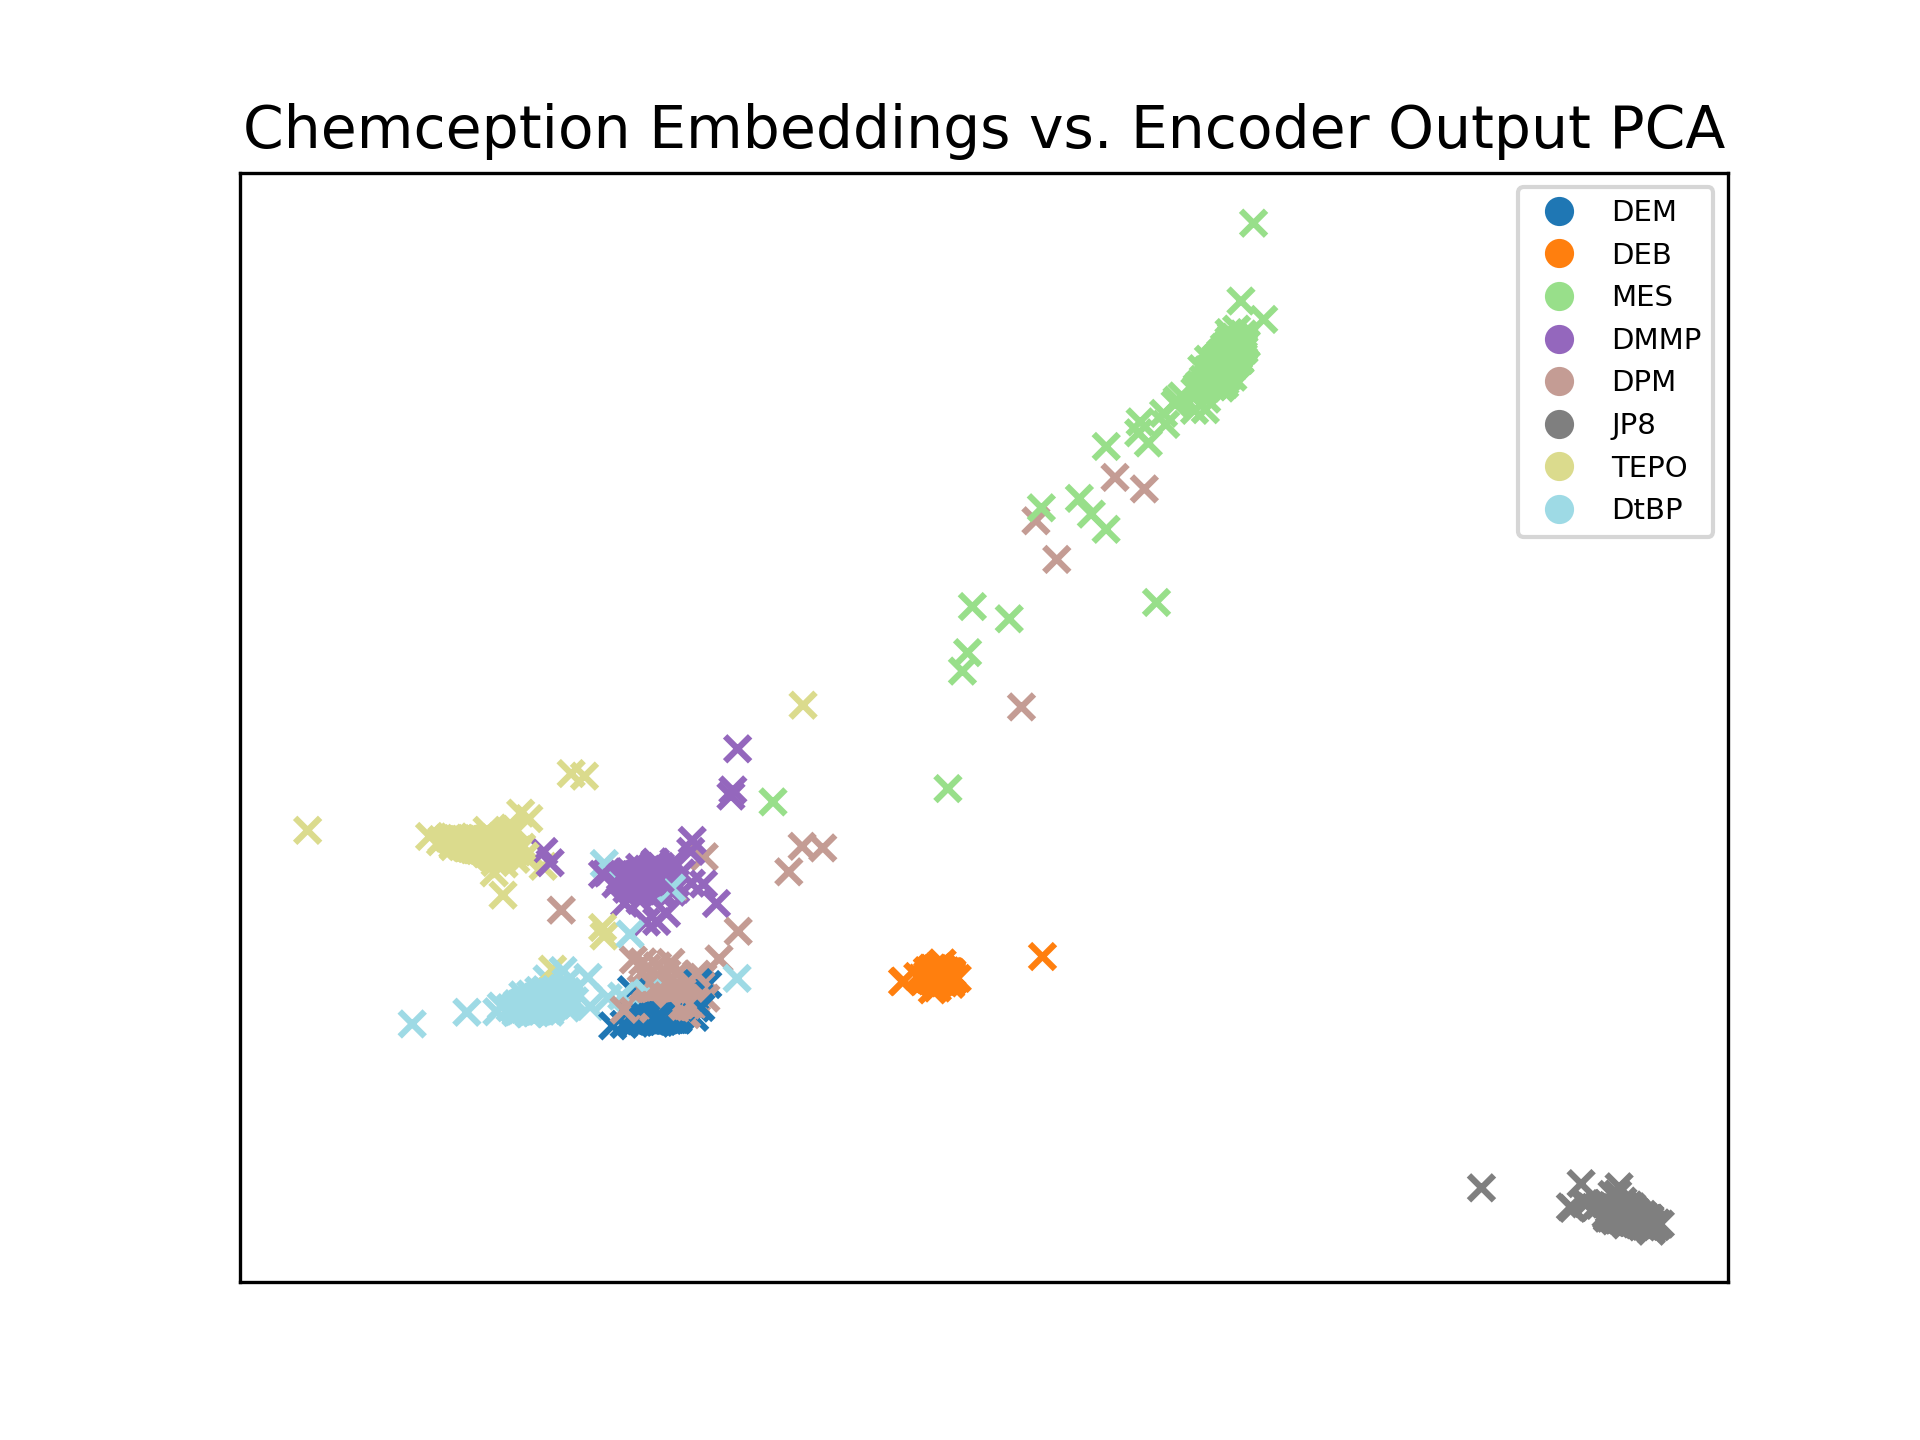 Chemception Embeddings vs. Encoder Output PCA
DEM
DEB
MES
DMMP
DPM
JP8
TEPO
DtBP